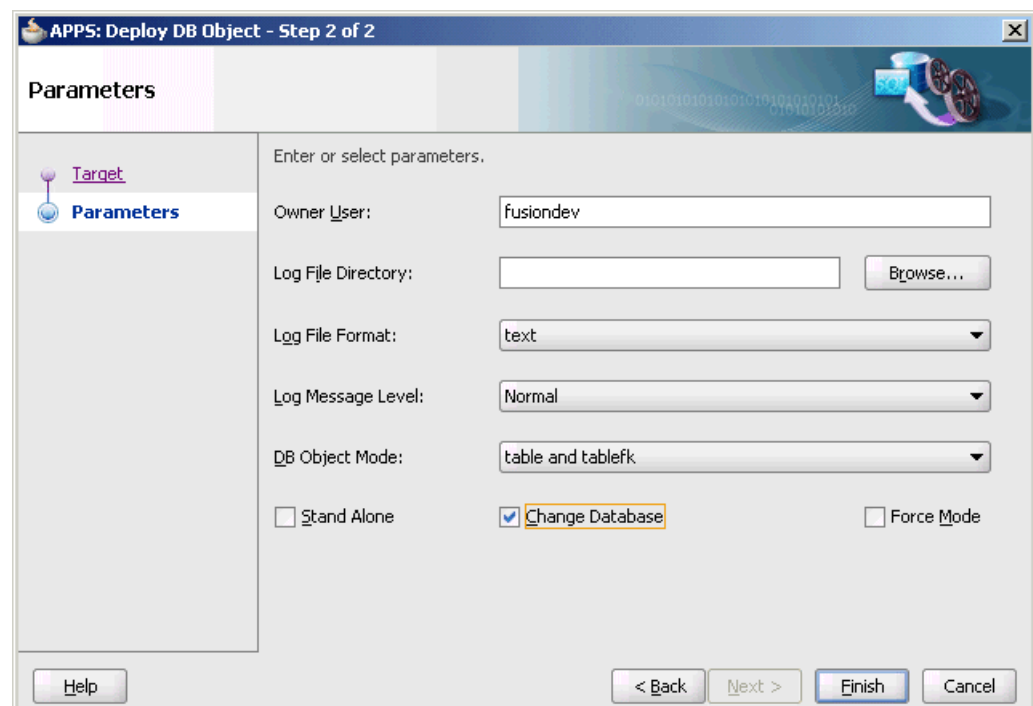 APPS: Deploy DB Object - Step 2 of 2
Parameters
SQL
Target
Parameters
Enter or select parameters.
Owner User: fusiondev
Log File Directory: Browse...
Log File Format: text
Log Message Level: Normal
DB Object Mode: table and tablefk
Stand Alone Change Database Force Mode
Help < Back Next > Finish Cancel